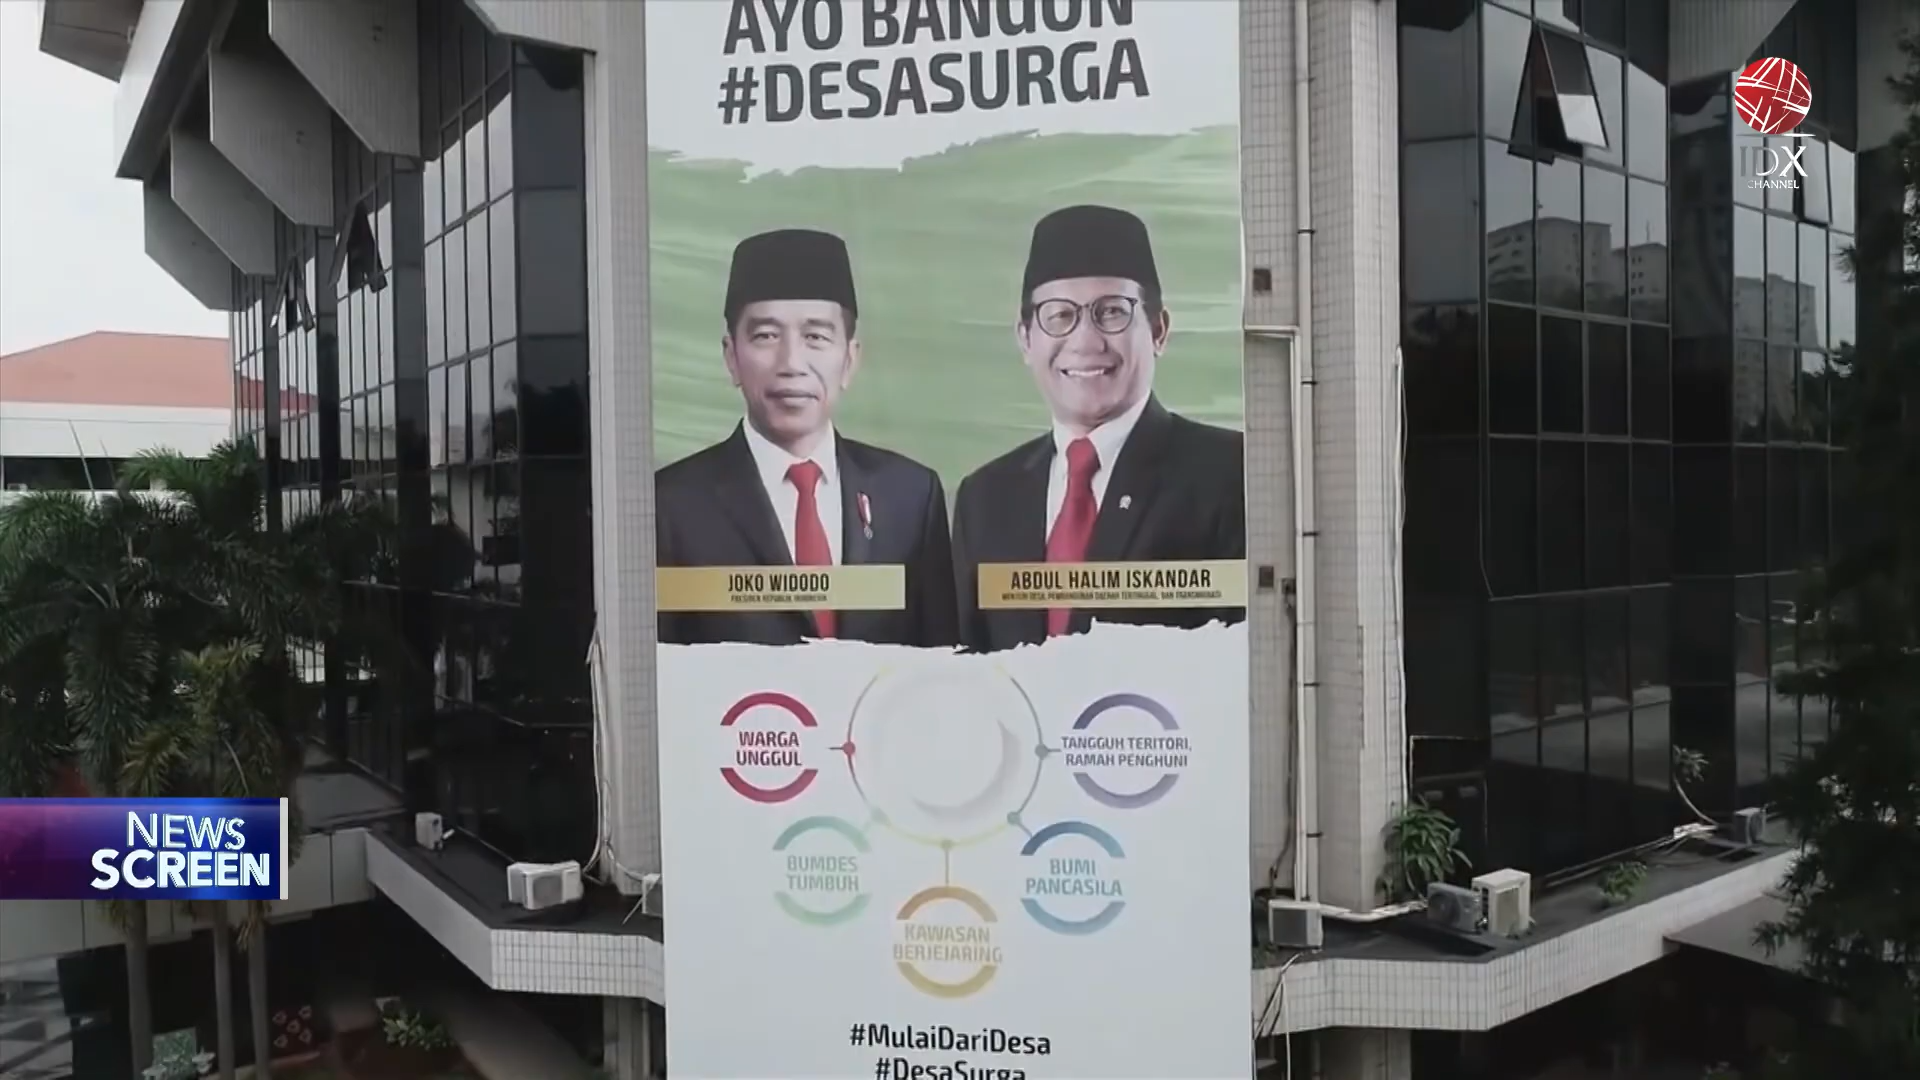 AYO BANGUN
#DESASURGA
IDX
CHANNEL
JOKO WIDODO
PRESIDEN REPUBLIK INDONESIA
ABDUL HALIM ISKANDAR
MENTERI DESA, PEMBANGUNAN DAERAH TERTINGGAL, DAN TRANSMIGRASI
WARGA
UNGGUL
TANGGUH TERITORI,
RAMAH PENGHUNI
BUMDES
TUMBUH
BUMI
PANCASILA
KAWASAN
BERJEJARING
NEWS
SCREEN
#MulaiDariDesa
#DesaSurga